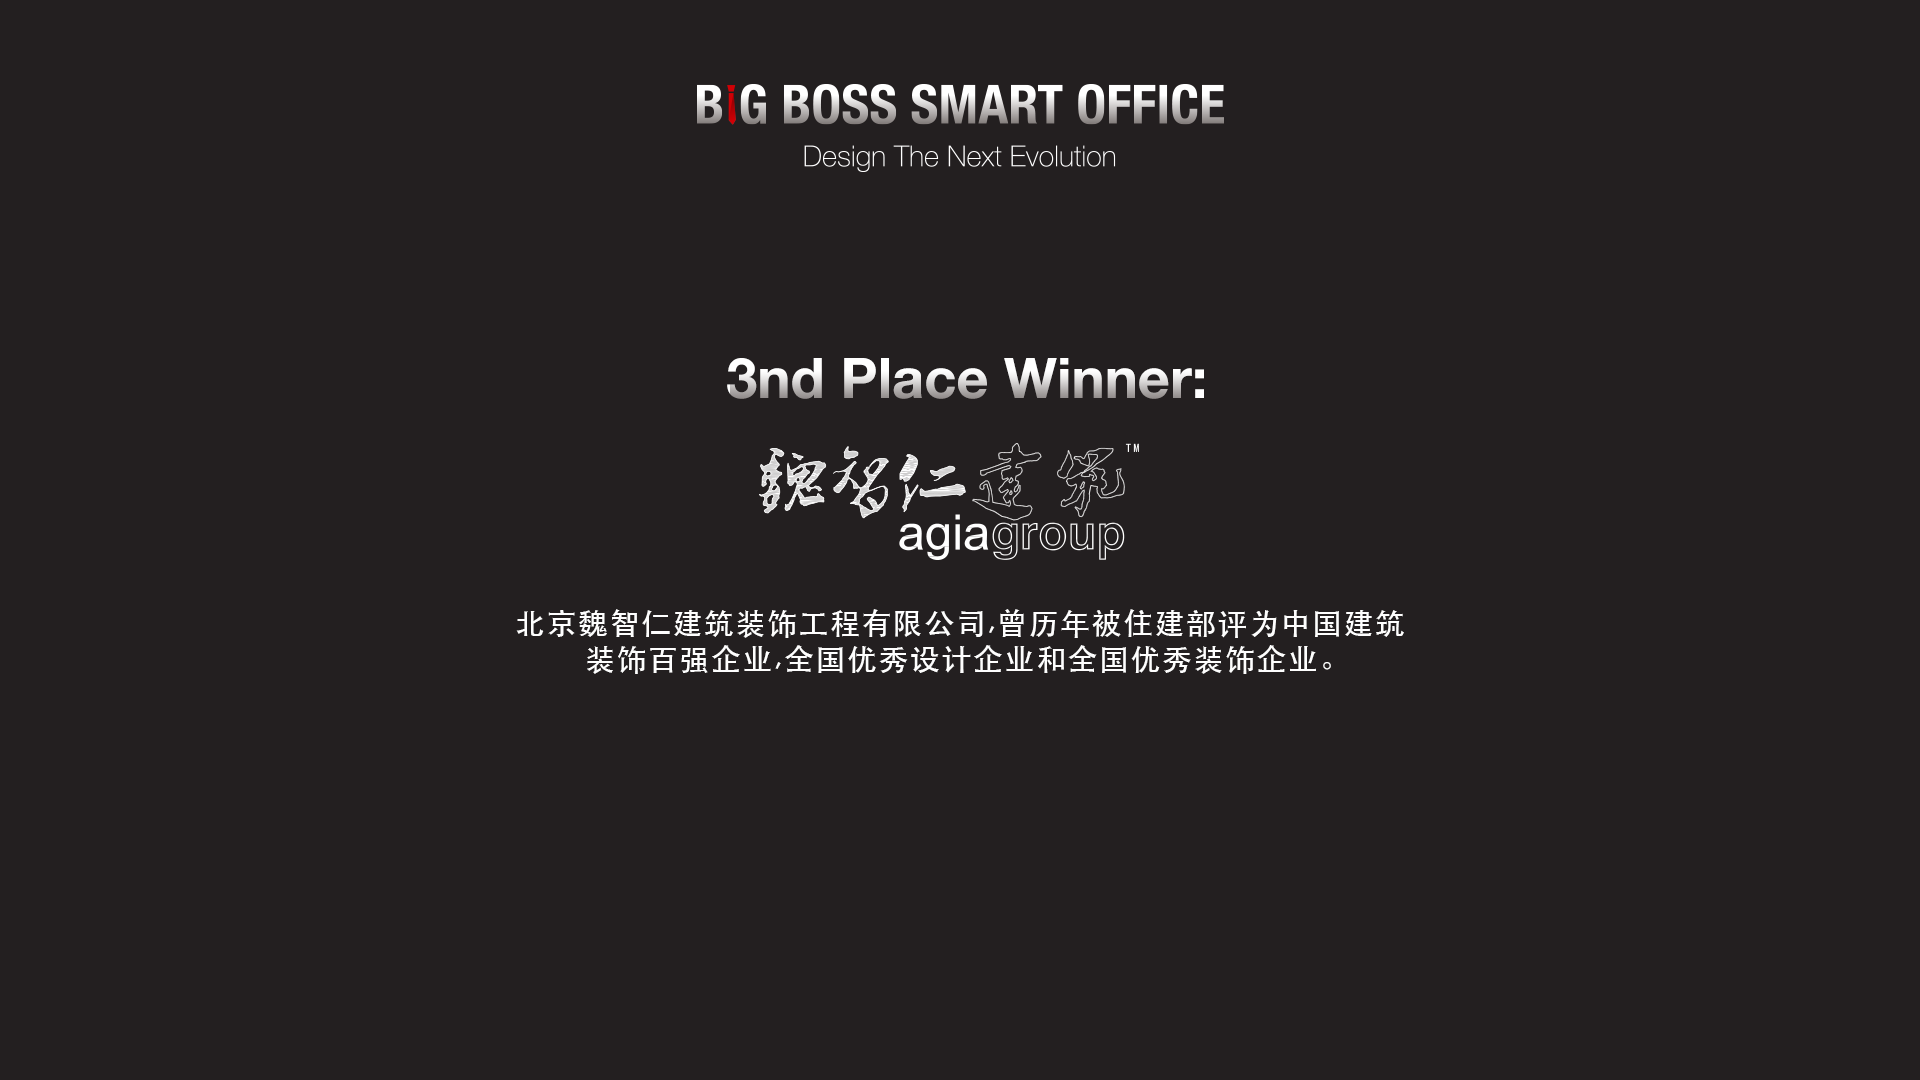 BiG BOSS SMART OFFICE
Design The Next Evolution
3nd Place Winner:
魏智仁建筑™
agiagroup
北京魏智仁建筑装饰工程有限公司,曾历年被住建部评为中国建筑
装饰百强企业,全国优秀设计企业和全国优秀装饰企业。